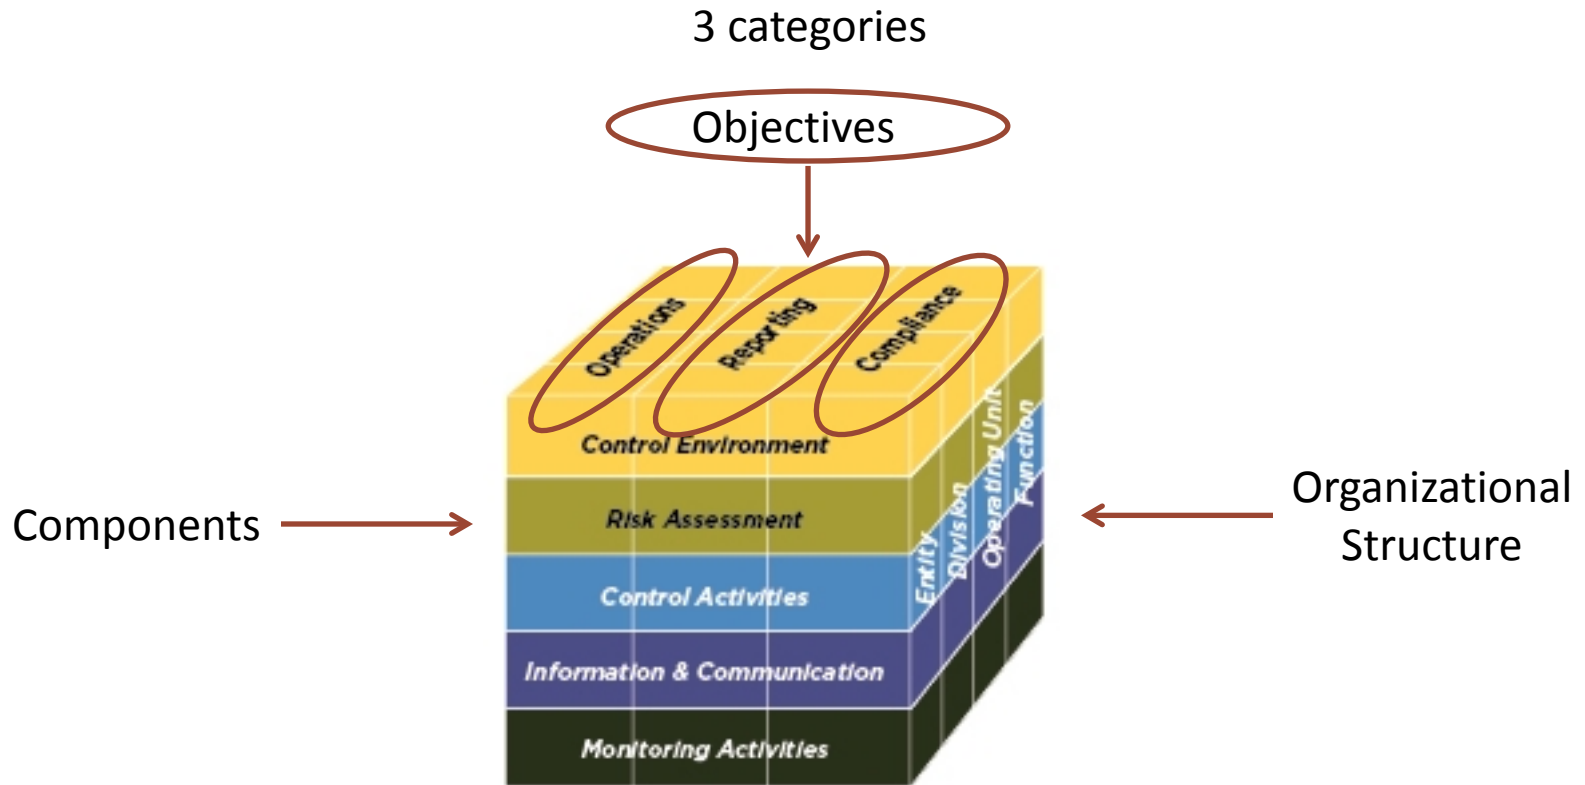 3 categories
Objectives
Operations
Reporting
Compliance
Control Environment
Risk Assessment
Control Activities
Information & Communication
Monitoring Activities
Entity
Division
Operating Unit
Function
Components
Organizational
Structure